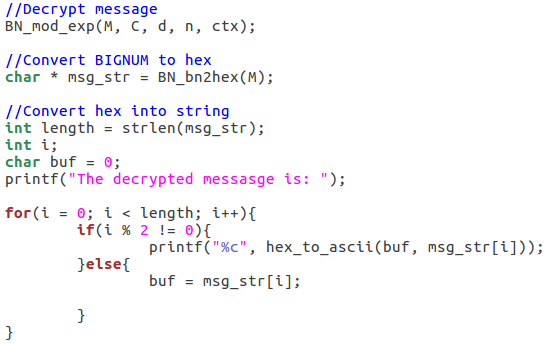 //Decrypt message
BN_mod_exp(M, C, d, n, ctx);

//Convert BIGNUM to hex
char * msg_str = BN_bn2hex(M);

//Convert hex into string
int length = strlen(msg_str);
int i;
char buf = 0;
printf("The decrypted messasge is: ");

for(i = 0; i < length; i++){
        if(i % 2 != 0){
                printf("%c", hex_to_ascii(buf, msg_str[i]));
        }else{
                buf = msg_str[i];

        }
}